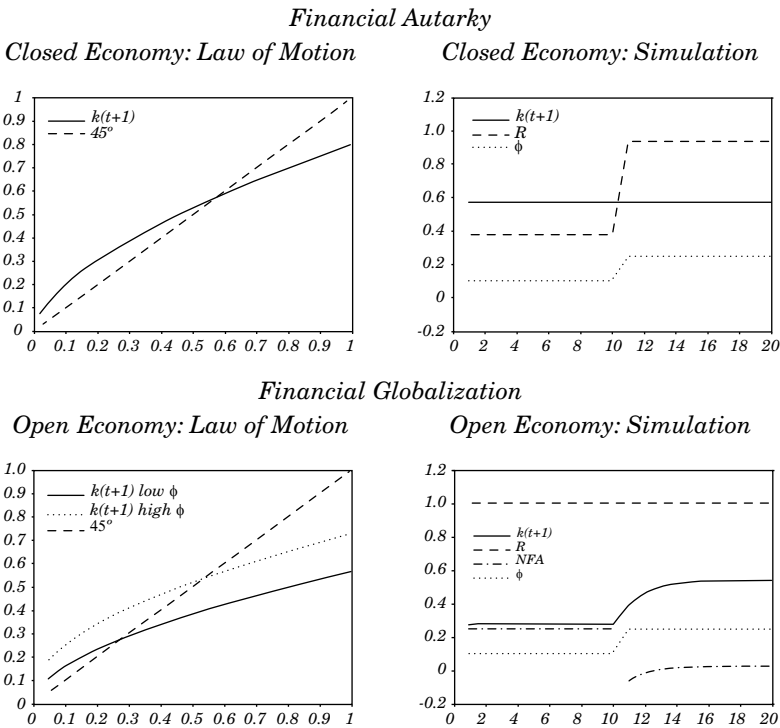 Financial Autarky
Closed Economy: Law of Motion
Closed Economy: Simulation
1
0.9
0.8
0.7
0.6
0.5
0.4
0.3
0.2
0.1
0
k(t+1)
45º
0 0.1 0.2 0.3 0.4 0.5 0.6 0.7 0.8 0.9 1
1.2
1.0
0.8
0.6
0.4
0.2
0
-0.2
k(t+1)
R
ϕ
0 2 4 6 8 10 12 14 16 18 20
Financial Globalization
Open Economy: Law of Motion
Open Economy: Simulation
1.0
0.9
0.8
0.7
0.6
0.5
0.4
0.3
0.2
0.1
0
k(t+1) low ϕ
k(t+1) high ϕ
45º
0 0.1 0.2 0.3 0.4 0.5 0.6 0.7 0.8 0.9 1
1.2
1.0
0.8
0.6
0.4
0.2
0
-0.2
k(t+1)
R
NFA
ϕ
0 2 4 6 8 10 12 14 16 18 20